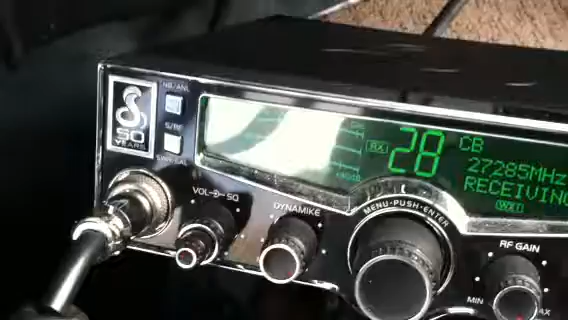 NB/ANL
50
YEARS
S/RF
SWR-CAL
VOL SQ
DYNAMIKE
MENU•PUSH•ENTER
RX
28
CB
27285MHz
RECEIVING
WX1
RF GAIN
MIN